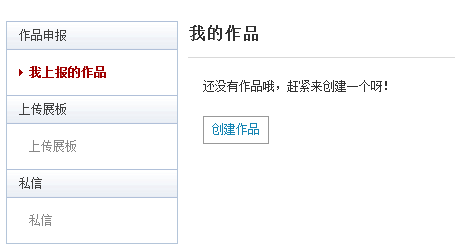 作品申报
我上报的作品
上传展板
上传展板
私信
私信
我的作品
还没有作品哦，赶紧来创建一个呀！
创建作品